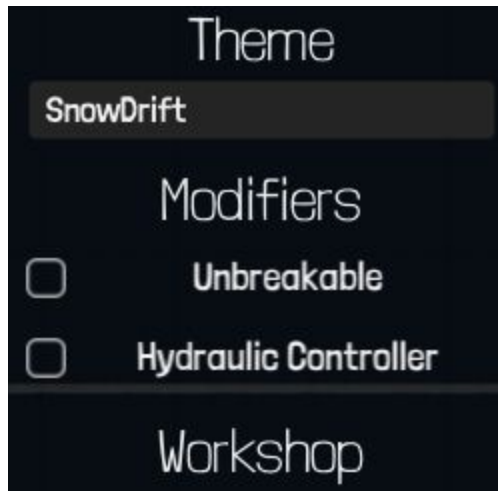 Theme
SnowDrift
Modifiers
Unbreakable
Hydraulic Controller
Workshop